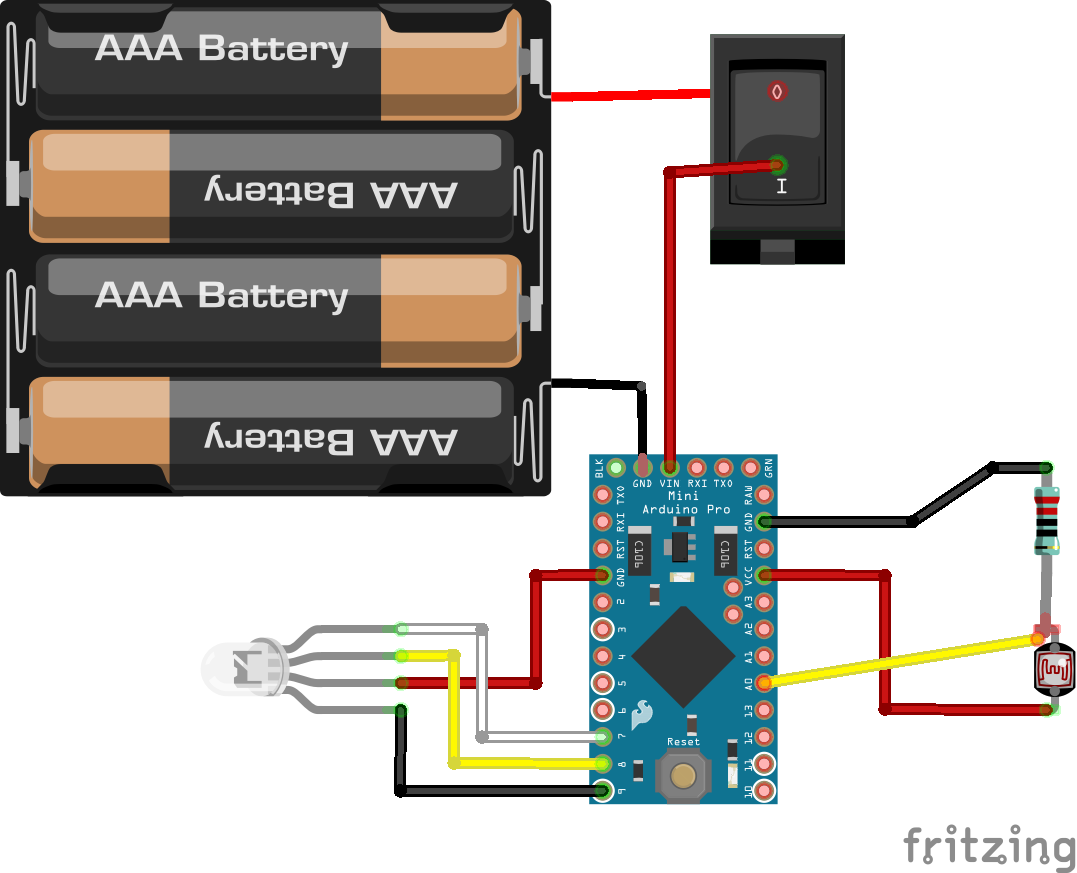 AAA Battery
AAA Battery
AAA Battery
AAA Battery
I
BLK
GND VIN RXI TXO
GRN
Mini
Arduino Pro
TXO
RXI
RST
GND
2
3
4
5
6
7
8
9
RAW
GND
RST
VCC
A3
A2
A1
A0
13
12
11
10
C10P
C10P
Reset
fritzing